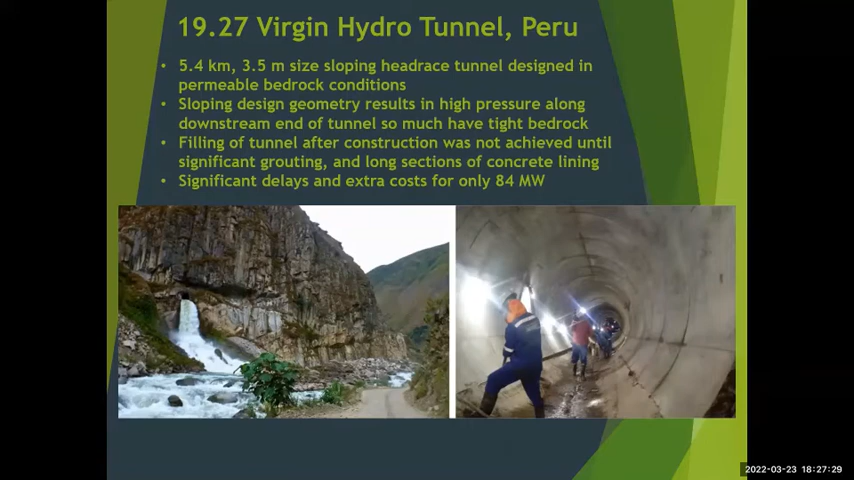 19.27 Virgin Hydro Tunnel, Peru
• 5.4 km, 3.5 m size sloping headrace tunnel designed in
permeable bedrock conditions
• Sloping design geometry results in high pressure along
downstream end of tunnel so much have tight bedrock
• Filling of tunnel after construction was not achieved until
significant grouting, and long sections of concrete lining
• Significant delays and extra costs for only 84 MW
2022-03-23 18:27:29